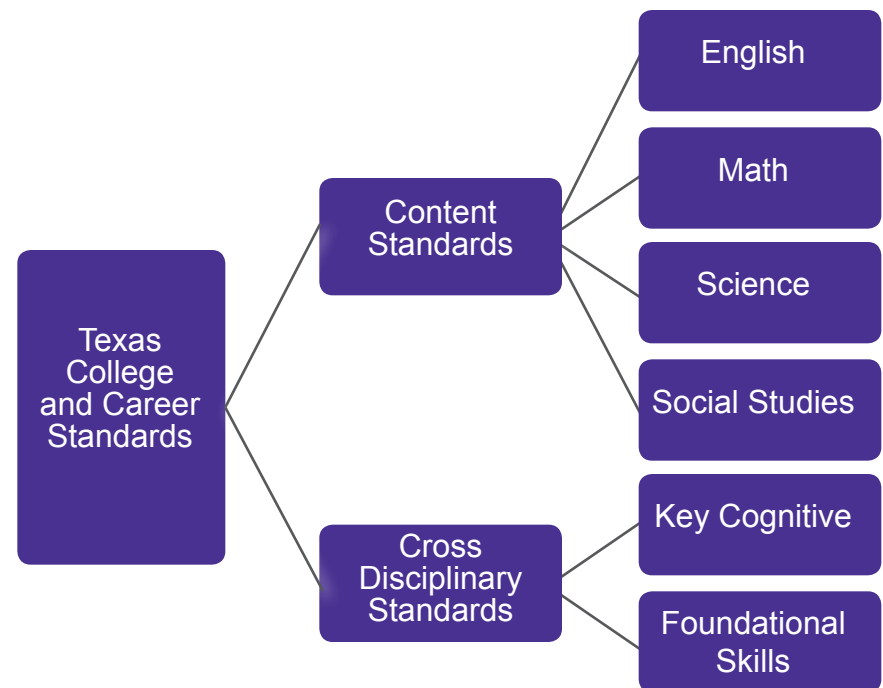 Texas
College
and Career
Standards
Content
Standards
English
Math
Science
Social Studies
Cross
Disciplinary
Standards
Key Cognitive
Foundational
Skills